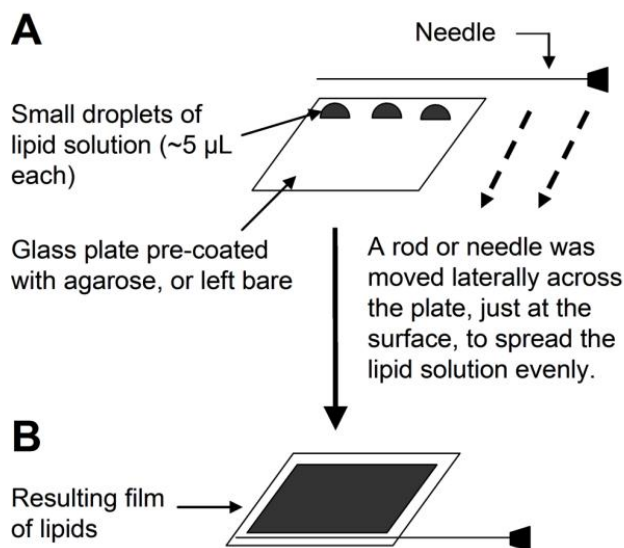 A
Needle
Small droplets of
lipid solution (~5 µL
each)
Glass plate pre-coated
with agarose, or left bare
A rod or needle was
moved laterally across
the plate, just at the
surface, to spread the
lipid solution evenly.
B
Resulting film
of lipids